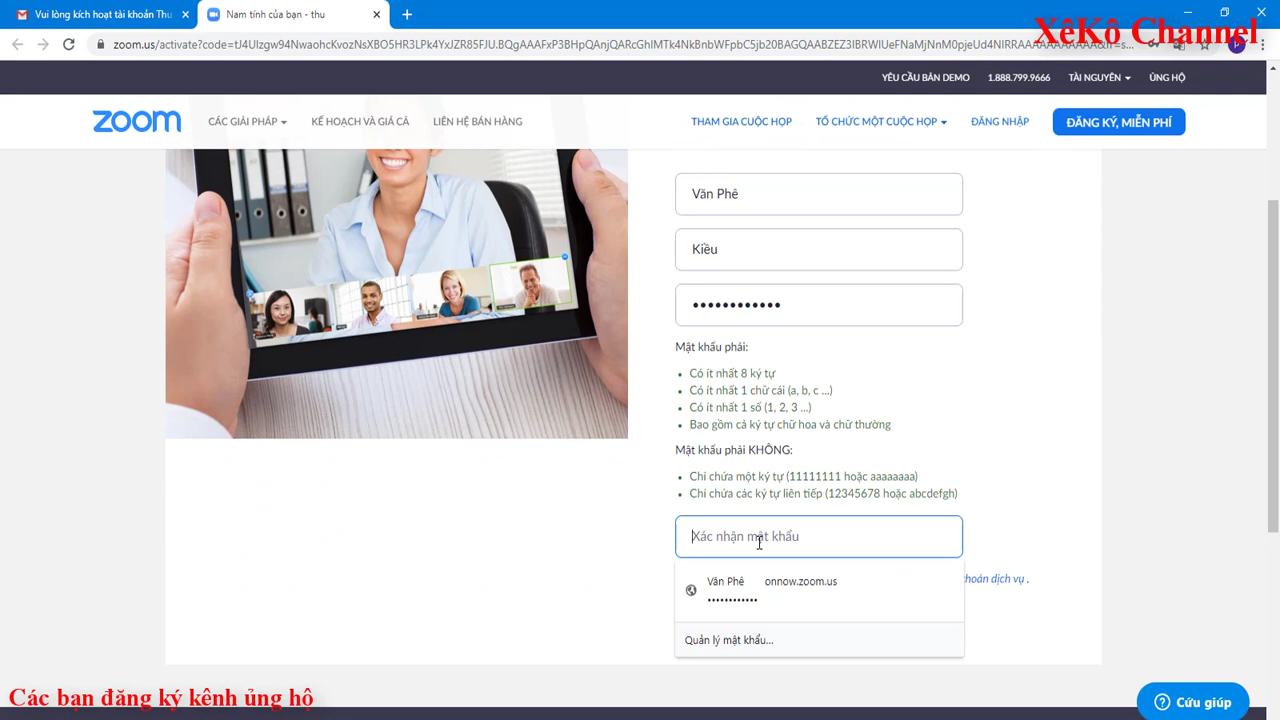 Vui lòng kích hoạt tài khoản Thu
Nam tính của bạn - thu
XêKô Channel
YÊU CẦU BẢN DEMO
1.888.799.9666
TÀI NGUYÊN
ỦNG HỘ
zoom
CÁC GIẢI PHÁP
KẾ HOẠCH VÀ GIÁ CẢ
LIÊN HỆ BÁN HÀNG
THAM GIA CUỘC HỌP
TỔ CHỨC MỘT CUỘC HỌP
ĐĂNG NHẬP
ĐĂNG KÝ, MIỄN PHÍ
Văn Phê
Kiều
Mật khẩu phải:
Có ít nhất 8 ký tự
Có ít nhất 1 chữ cái (a, b, c ...)
Có ít nhất 1 số (1, 2, 3 ...)
Bao gồm cả ký tự chữ hoa và chữ thường
Mật khẩu phải KHÔNG:
Chỉ chứa một ký tự (11111111 hoặc aaaaaaaa)
Chỉ chứa các ký tự liên tiếp (12345678 hoặc abcdefgh)
Xác nhận mật khẩu
khoản dịch vụ .
Văn Phê onnow.zoom.us
Quản lý mật khẩu...
Các bạn đăng ký kênh ủng hộ
Cứu giúp